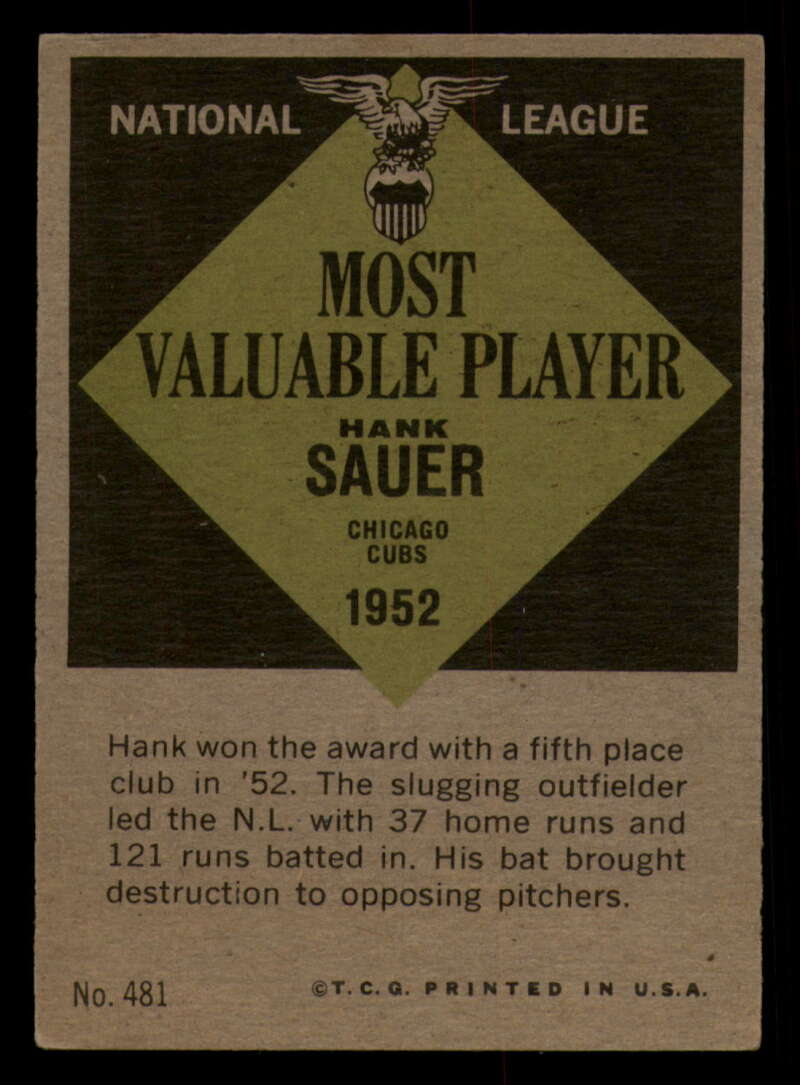 NATIONAL LEAGUE
MOST
VALUABLE PLAYER
HANK
SAUER
CHICAGO
CUBS
1952
Hank won the award with a fifth place
club in '52. The slugging outfielder
led the N.L. with 37 home runs and
121 runs batted in. His bat brought
destruction to opposing pitchers.
No. 481 ©T.C.G. PRINTED IN U.S.A.